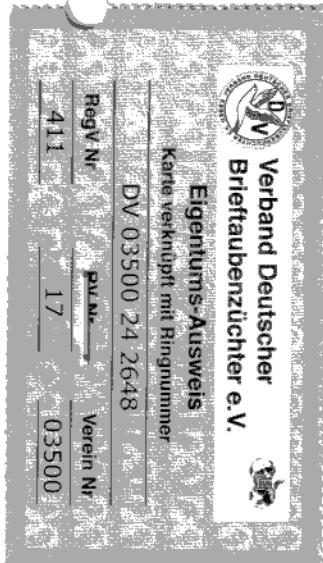 Verband Deutscher
Brieftaubenzüchter e.V.
Eigentums-Ausweis
Karte verknüpft mit Ringnummer
DV 03500 24 2648
RegV Nr RV Nr Verein Nr
411 17 03500